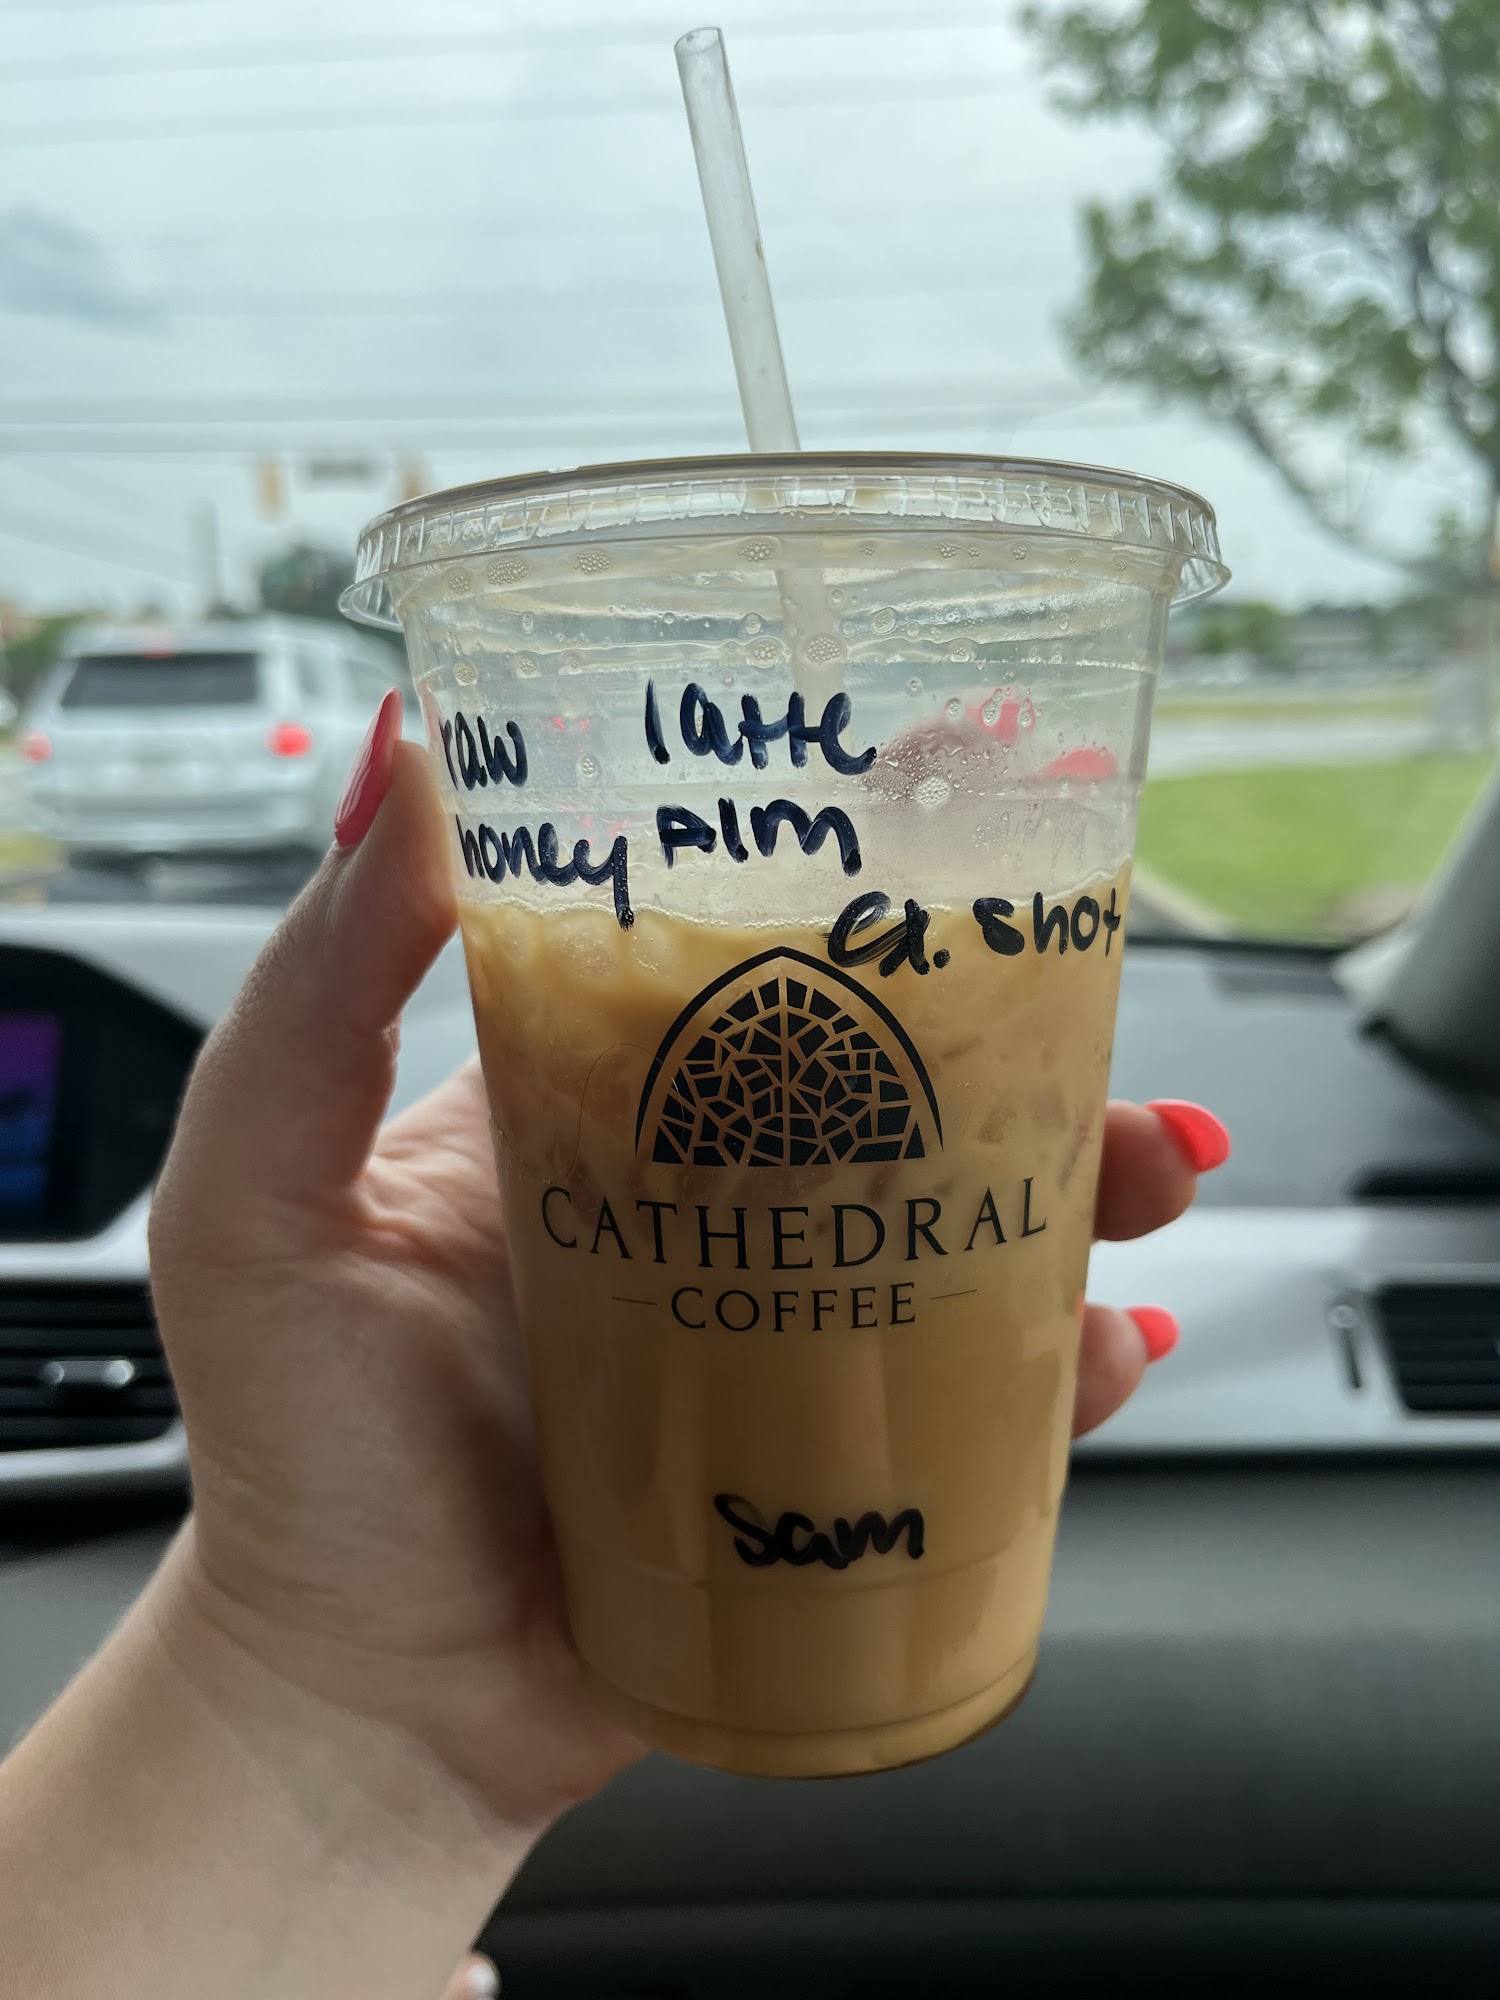 raw latte
honey Alm
ex. shot
CATHEDRAL
COFFEE
Sam